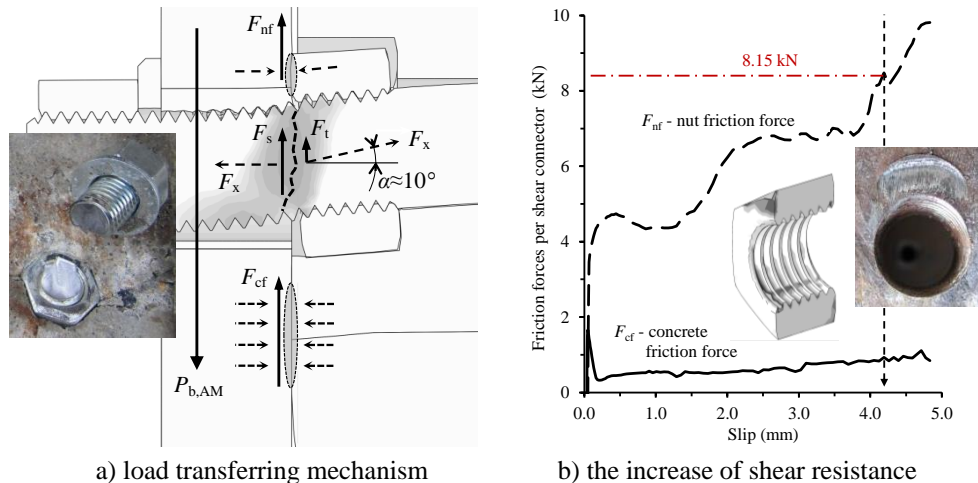 F_nf
F_s
F_t
F_x
F_x
α≈10°
F_cf
P_b,AM
a) load transferring mechanism
Friction forces per shear connector (kN)
10
8
6
4
2
0
8.15 kN
F_nf - nut friction force
F_cf - concrete
friction force
0.0
1.0
2.0
3.0
4.0
5.0
Slip (mm)
b) the increase of shear resistance